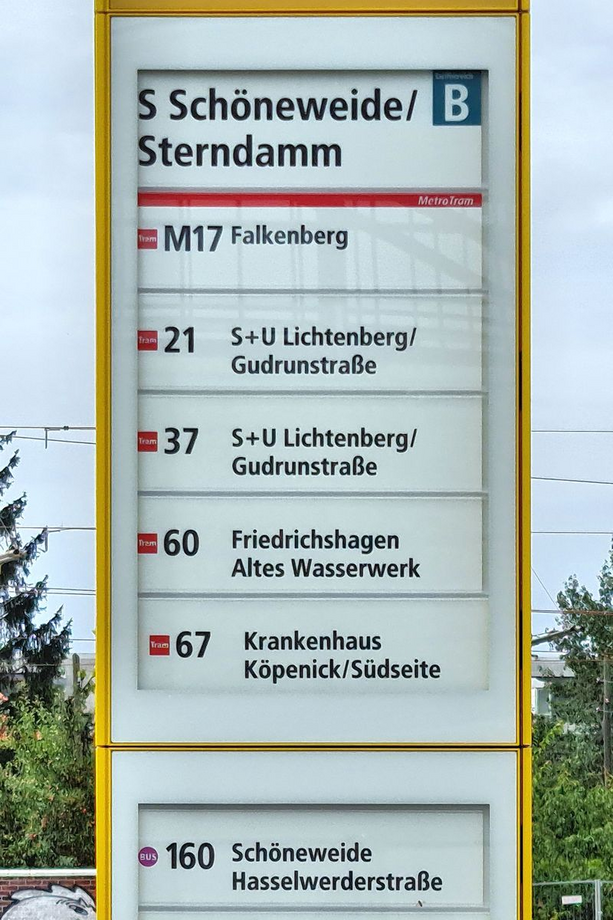 Tarifbereich
S Schöneweide/ B
Sterndamm
MetroTram
Tram M17 Falkenberg
Tram 21 S+U Lichtenberg/
Gudrunstraße
Tram 37 S+U Lichtenberg/
Gudrunstraße
Tram 60 Friedrichshagen
Altes Wasserwerk
Tram 67 Krankenhaus
Köpenick/Südseite
BUS 160 Schöneweide
Hasselwerderstraße